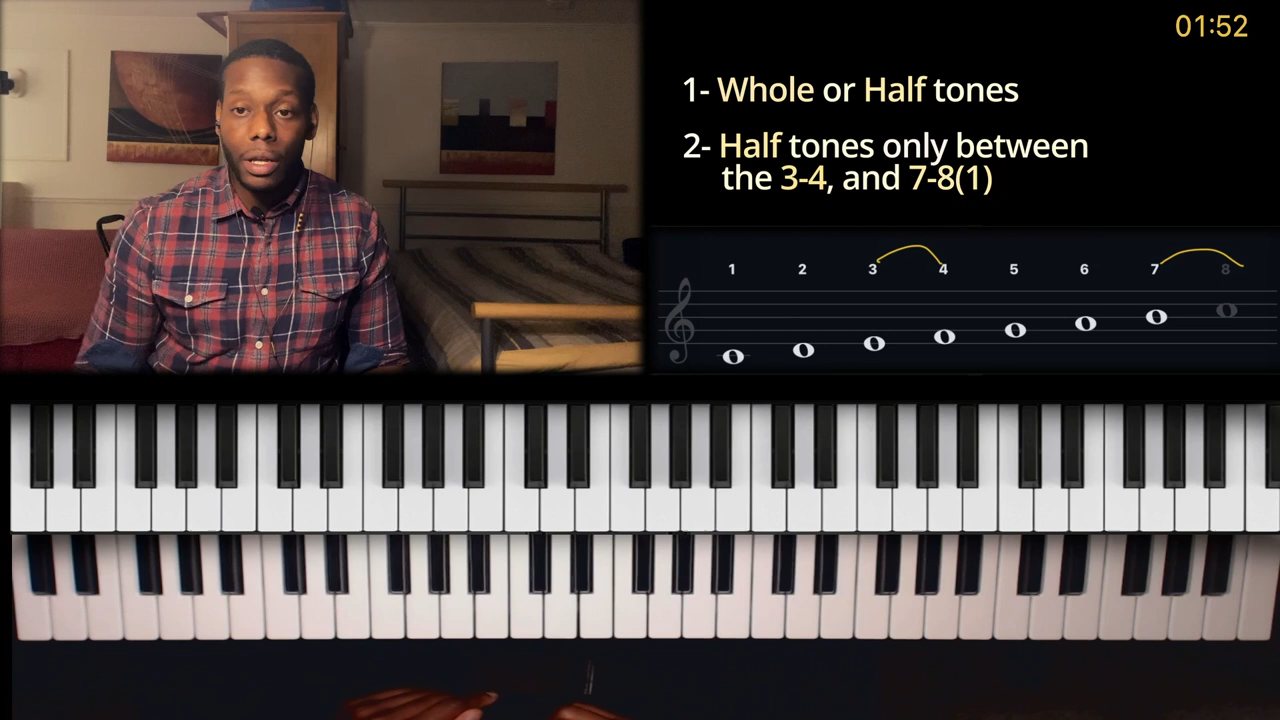 01:52
1- Whole or Half tones
2- Half tones only between
the 3-4, and 7-8(1)
1 2 3 4 5 6 7 8